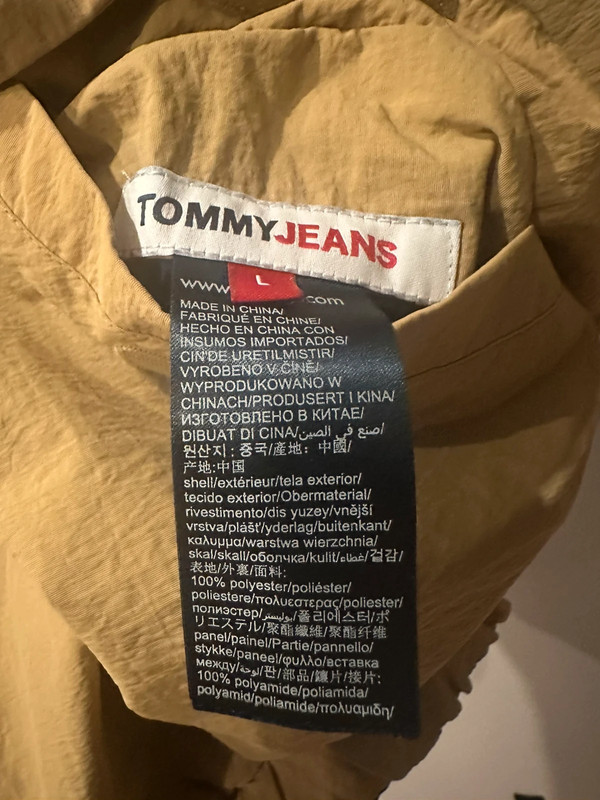 TOMMYJEANS
L
www .com
MADE IN CHINA/
FABRIQUÉ EN CHINE/
HECHO EN CHINA CON
INSUMOS IMPORTADOS/
ÇIN'DE URETILMISTIR/
VYROBENO V ČÍNĚ/
WYPRODUKOWANO W
CHINACH/PRODUSERT I KINA/
ИЗГОТОВЛЕНО В КИТАЕ/
DIBUAT DI CINA/صنع في الصين/
원산지 : 중국/產地： 中國/
产地:中国
shell/extérieur/tela exterior/
tecido exterior/Obermaterial/
rivestimento/dis yuzey/vnější
vrstva/plášť/yderlag/buitenkant/
καλυμμα/warstwa wierzchnia/
skal/skall/оболчка/kulit/غطاء/겉감/
表地/外裏/面料:
100% polyester/poliéster/
poliestere/πολυεστερας/poliester/
полиэстер/بوليستر/폴리에스터/ポ
リエステル/聚酯纖維/聚酯纤维
panel/painel/Partie/pannello/
stykke/paneel/φυλλο/вставка
между/لوحة/판/部品/鑲片/接片:
100% polyamide/poliamida/
polyamid/poliamide/πολυαμιδη/